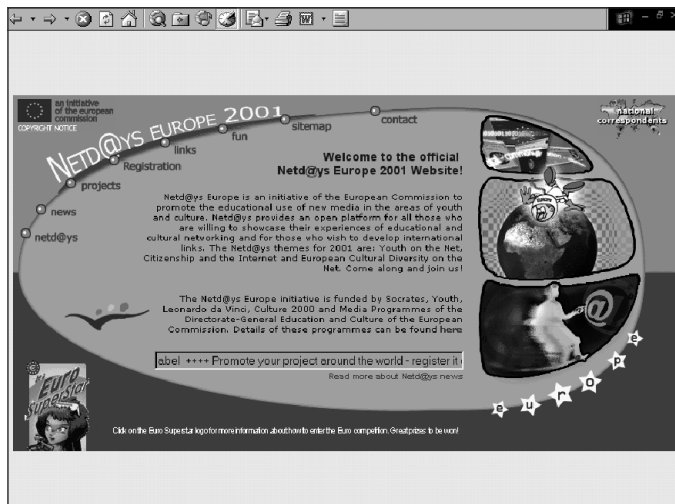 an initiative
of the european
commission
COPYRIGHT NOTICE
NETD@YS EUROPE 2001
national
correspondents
contact
sitemap
fun
links
Registration
projects
news
netd@ys
Welcome to the official
Netd@ys Europe 2001 Website!
Netd@ys Europe is an initiative of the European Commission to
promote the educational use of new media in the areas of youth
and culture. Netd@ys provides an open platform for all those who
are willing to showcase their experiences of educational and
cultural networking and for those who wish to develop international
links. The Netd@ys themes for 2001 are: Youth on the Net,
Citizenship and the Internet and European Cultural Diversity on the
Net. Come along and join us!
The Netd@ys Europe initiative is funded by Socrates, Youth,
Leonardo da Vinci, Culture 2000 and Media Programmes of the
Directorate-General Education and Culture of the European
Commission. Details of these programmes can be found here
abel ++++ Promote your project around the world - register it
Read more about Netd@ys news
@
europe
EURO
SUPERSTAR
Click on the Euro Superstar logo for more information about how to enter the Euro competition. Great prizes to be won!